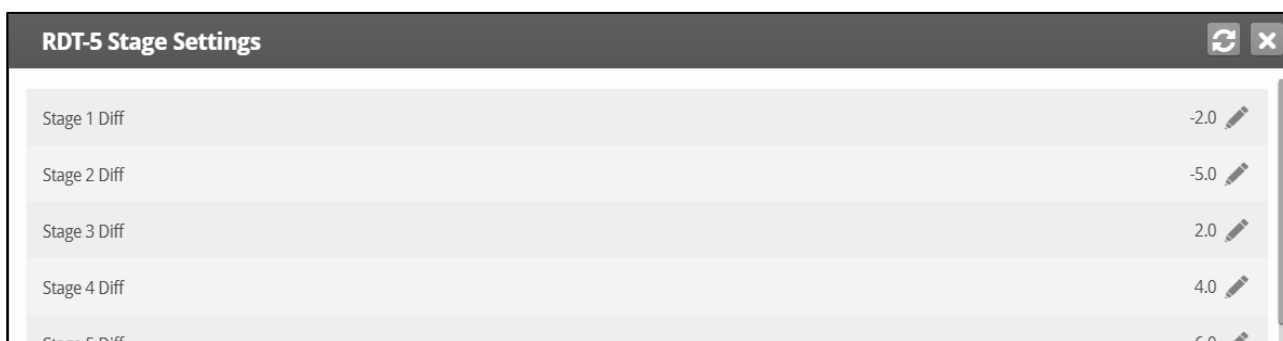 RDT-5 Stage Settings
Stage 1 Diff -2.0
Stage 2 Diff -5.0
Stage 3 Diff 2.0
Stage 4 Diff 4.0